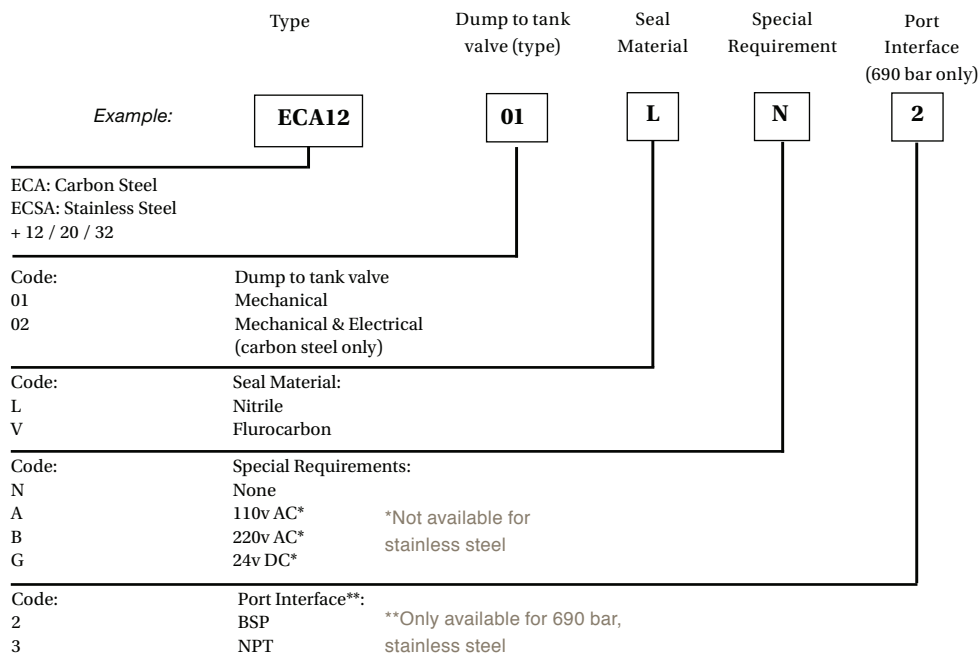 Type Dump to tank Seal Special Port
valve (type) Material Requirement Interface
(690 bar only)
Example: ECA12 01 L N 2
ECA: Carbon Steel
ECSA: Stainless Steel
+ 12 / 20 / 32
Code: Dump to tank valve
01 Mechanical
02 Mechanical & Electrical
(carbon steel only)
Code: Seal Material:
L Nitrile
V Flurocarbon
Code: Special Requirements:
N None
A 110v AC* *Not available for
B 220v AC* stainless steel
G 24v DC*
Code: Port Interface**:
2 BSP **Only available for 690 bar,
3 NPT stainless steel